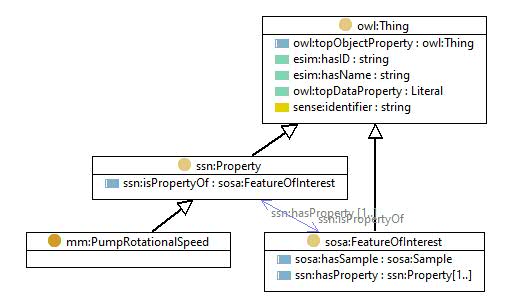 owl:Thing
owl:topObjectProperty : owl:Thing
esim:hasID : string
esim:hasName : string
owl:topDataProperty : Literal
sense:identifier : string
ssn:Property
ssn:isPropertyOf : sosa:FeatureOfInterest
ssn:hasProperty [1..]
ssn:isPropertyOf
mm:PumpRotationalSpeed
sosa:FeatureOfInterest
sosa:hasSample : sosa:Sample
ssn:hasProperty : ssn:Property[1..]